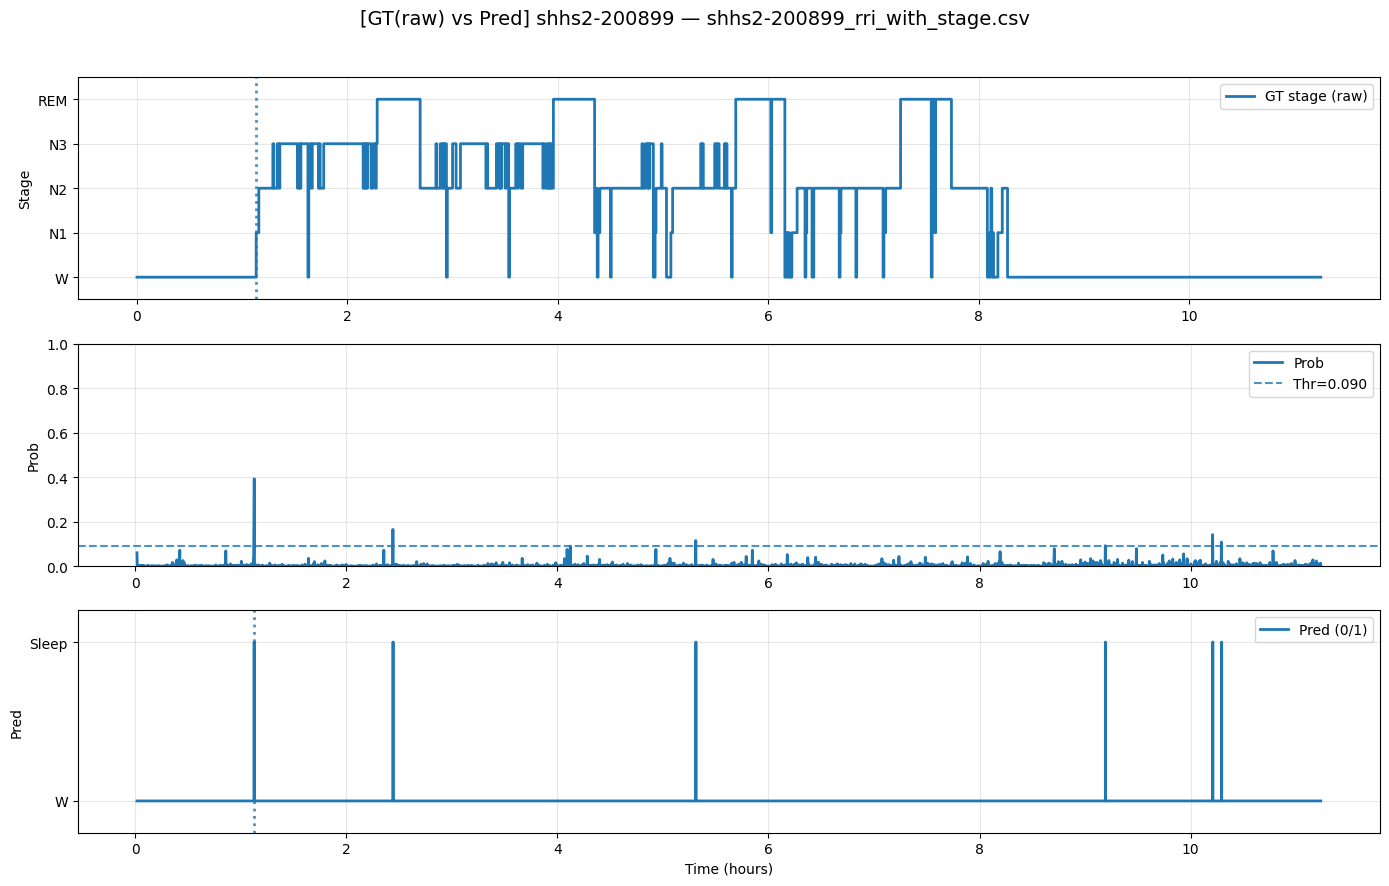 [GT(raw) vs Pred] shhs2-200899 — shhs2-200899_rri_with_stage.csv
Stage
REM
N3
N2
N1
W
GT stage (raw)
0 2 4 6 8 10
Prob
1.0
0.8
0.6
0.4
0.2
0.0
Prob
Thr=0.090
0 2 4 6 8 10
Pred
Sleep
W
Pred (0/1)
0 2 4 6 8 10
Time (hours)